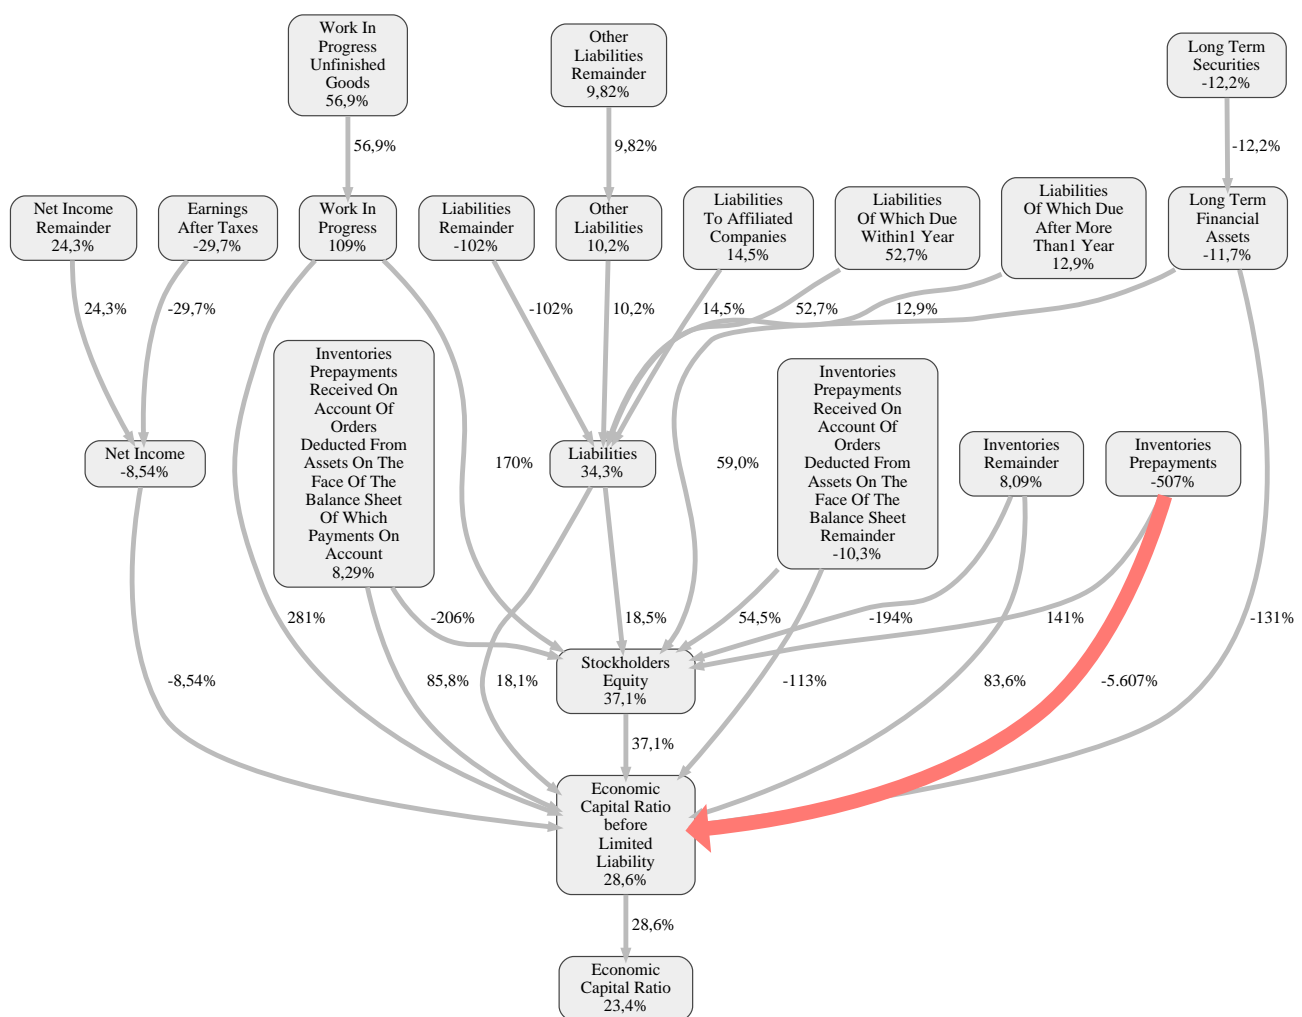 Work In
Progress
Unfinished
Goods
56,9%
Other
Liabilities
Remainder
9,82%
Long Term
Securities
-12,2%
56,9%
9,82%
-12,2%
Net Income
Remainder
24,3%
Earnings
After Taxes
-29,7%
Work In
Progress
109%
Liabilities
Remainder
-102%
Other
Liabilities
10,2%
Liabilities
To Affiliated
Companies
14,5%
Liabilities
Of Which Due
Within1 Year
52,7%
Liabilities
Of Which Due
After More
Than1 Year
12,9%
Long Term
Financial
Assets
-11,7%
24,3%
-29,7%
-102%
10,2%
14,5%
52,7%
12,9%
Inventories
Prepayments
Received On
Account Of
Orders
Deducted From
Assets On The
Face Of The
Balance Sheet
Of Which
Payments On
Account
8,29%
Inventories
Prepayments
Received On
Account Of
Orders
Deducted From
Assets On The
Face Of The
Balance Sheet
Remainder
-10,3%
Net Income
-8,54%
170%
Liabilities
34,3%
59,0%
Inventories
Remainder
8,09%
Inventories
Prepayments
-507%
281%
-206%
18,5%
54,5%
-194%
141%
-131%
Stockholders
Equity
37,1%
-8,54%
85,8%
18,1%
-113%
83,6%
-5.607%
37,1%
Economic
Capital Ratio
before
Limited
Liability
28,6%
28,6%
Economic
Capital Ratio
23,4%